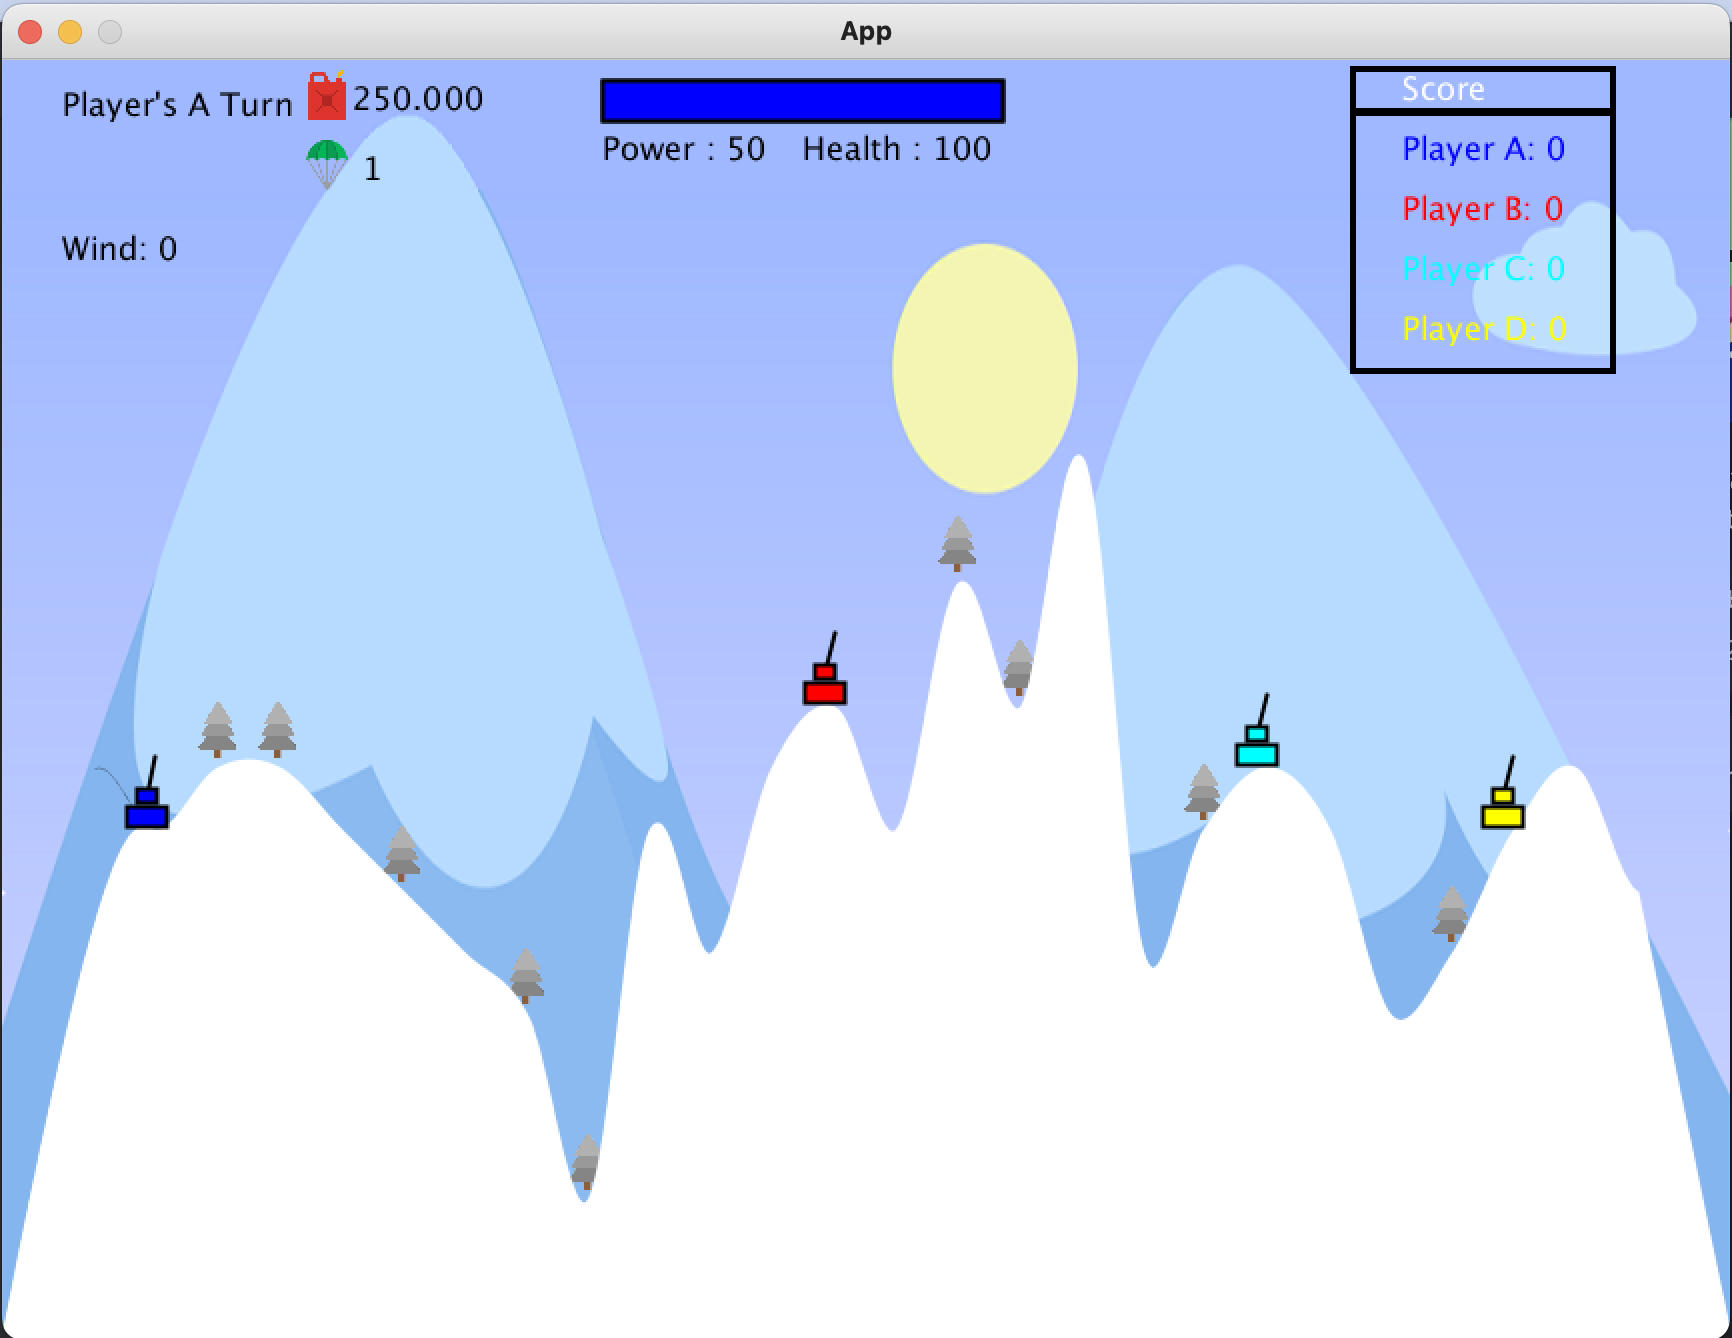 App
Player's A Turn
250.000
1
Wind: 0
Power : 50
Health : 100
Score
Player A: 0
Player B: 0
Player C: 0
Player D: 0